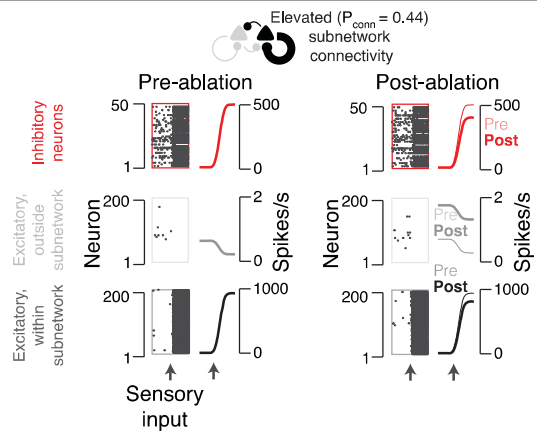 Elevated (Pconn = 0.44)
subnetwork
connectivity
Pre-ablation
Post-ablation
Inhibitory
neurons
50
1
500
0
50
1
500
0
Pre
Post
Excitatory,
outside
subnetwork
Neuron
200
1
2
0
Spikes/s
Neuron
200
1
Pre
Post
2
0
Spikes/s
Excitatory,
within
subnetwork
200
1
1000
0
200
1
Pre
Post
1000
0
Sensory
input